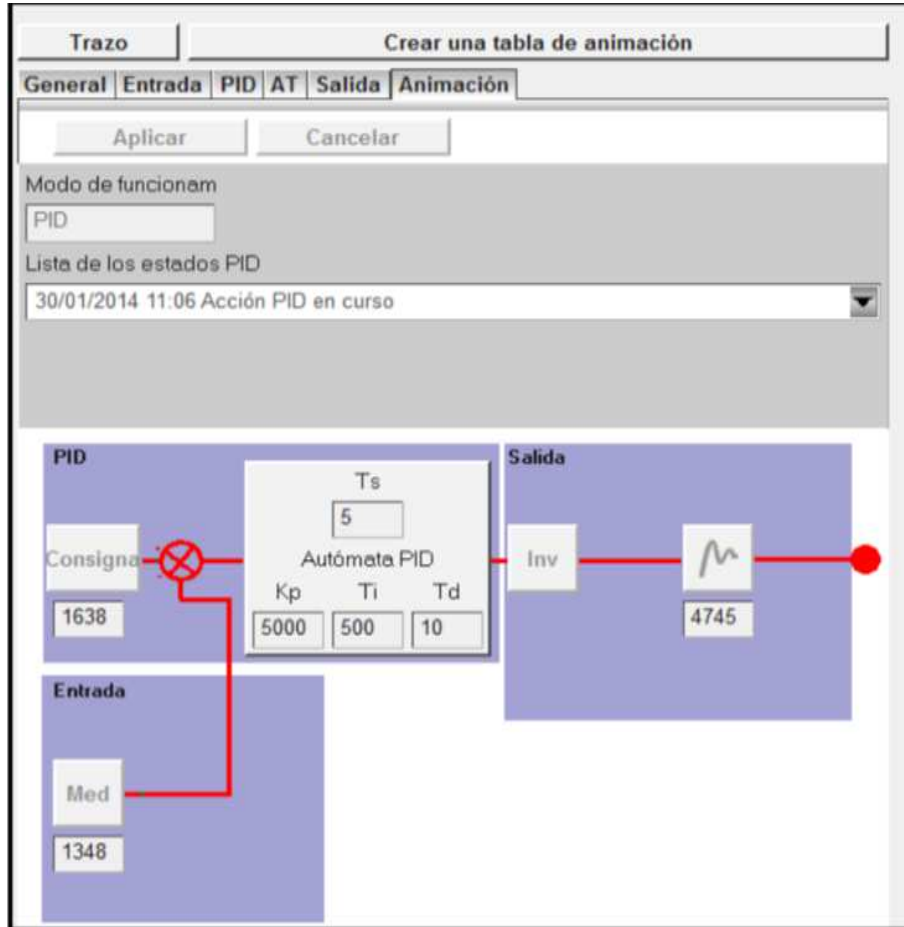 Trazo Crear una tabla de animación
General Entrada PID AT Salida Animación
Aplicar Cancelar
Modo de funcionam
PID
Lista de los estados PID
30/01/2014 11:06 Acción PID en curso
PID
Ts
5
Autómata PID
Kp Ti Td
5000 500 10
Consigna
1638
Salida
Inv
4745
Entrada
Med
1348